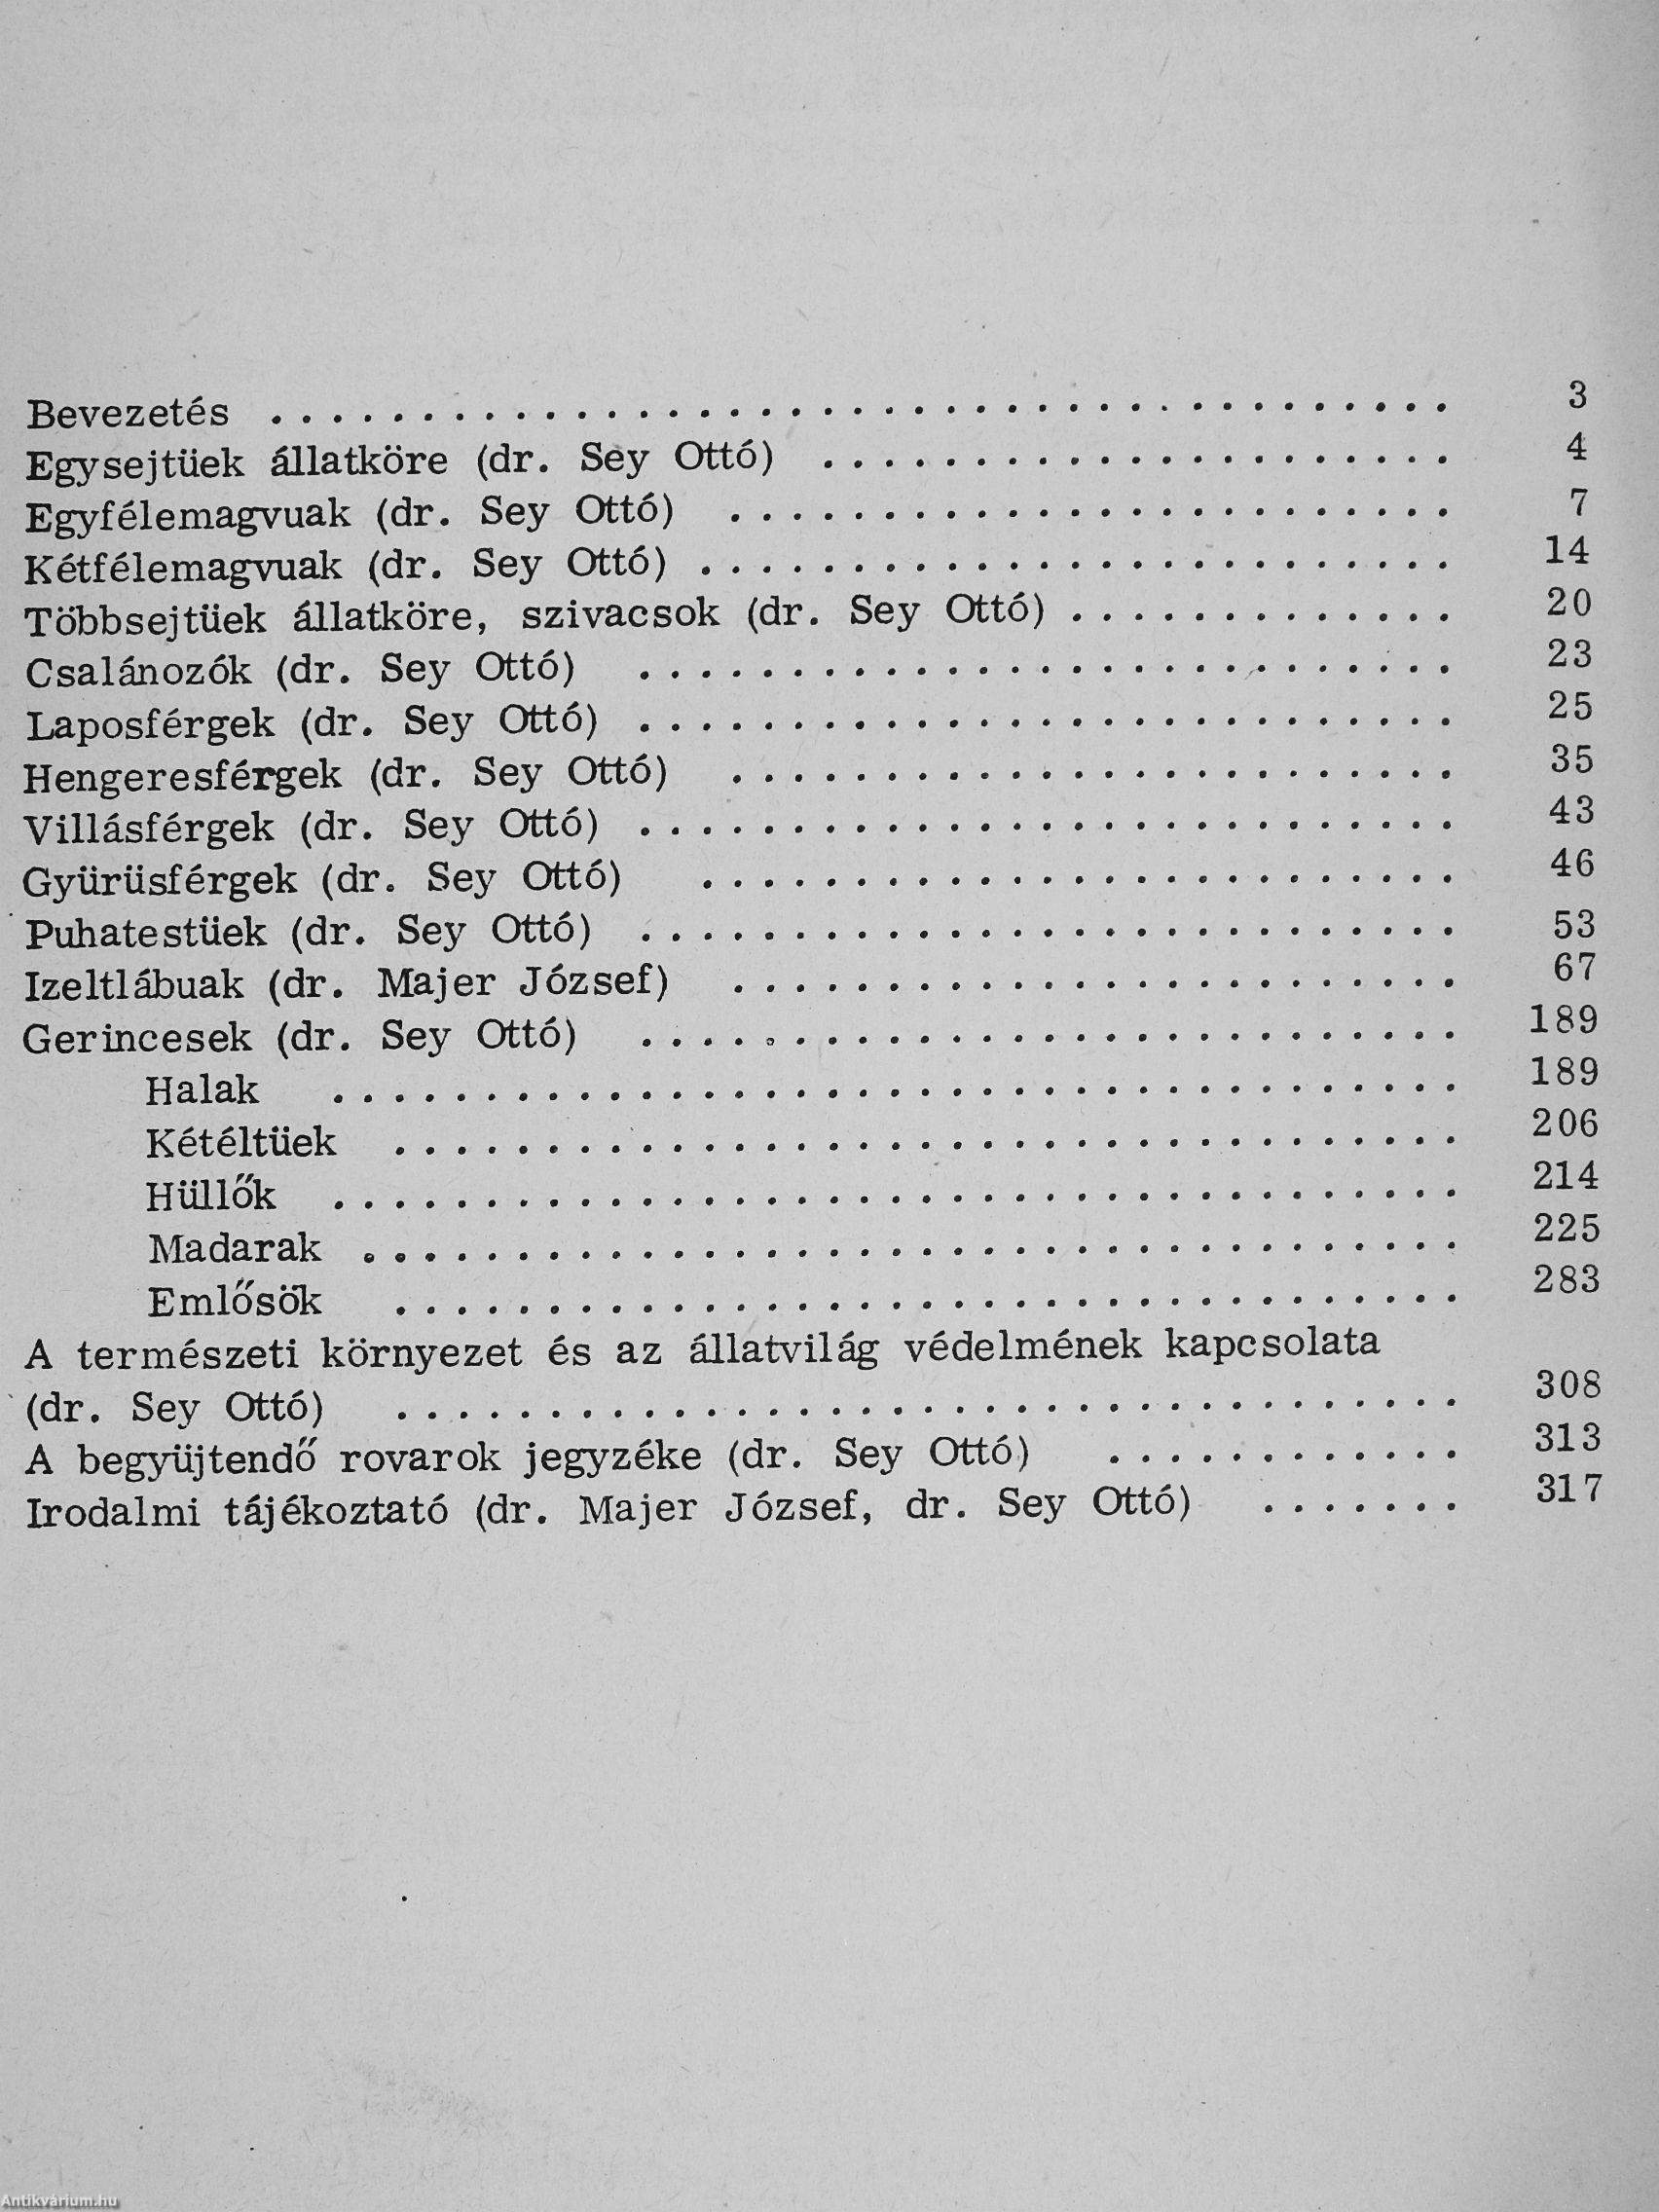 Bevezetés . . . . . . . . . . . . . . . . . . . . . . . . . . . . . . . . . . . . . . . 3
Egysejtüek állatköre (dr. Sey Ottó) . . . . . . . . . . . . . . . . . . . . . 4
Egyfélemagvuak (dr. Sey Ottó) . . . . . . . . . . . . . . . . . . . . . . . . 7
Kétfélemagvuak (dr. Sey Ottó) . . . . . . . . . . . . . . . . . . . . . . . . . 14
Többsejtüek állatköre, szivacsok (dr. Sey Ottó) . . . . . . . . . . . . . 20
Csalánozók (dr. Sey Ottó) . . . . . . . . . . . . . . . . . . . . . . . . . . . 23
Laposférgek (dr. Sey Ottó) . . . . . . . . . . . . . . . . . . . . . . . . . . . 25
Hengeresférgek (dr. Sey Ottó) . . . . . . . . . . . . . . . . . . . . . . . . 35
Villásférgek (dr. Sey Ottó) . . . . . . . . . . . . . . . . . . . . . . . . . . . 43
Gyürüsférgek (dr. Sey Ottó) . . . . . . . . . . . . . . . . . . . . . . . . . 46
Puhatestüek (dr. Sey Ottó) . . . . . . . . . . . . . . . . . . . . . . . . . . . 53
Izeltlábuak (dr. Majer József) . . . . . . . . . . . . . . . . . . . . . . . . 67
Gerincesek (dr. Sey Ottó) . . . . . . . . . . . . . . . . . . . . . . . . . . . 189
Halak . . . . . . . . . . . . . . . . . . . . . . . . . . . . . . . . . . . . . 189
Kétéltüek . . . . . . . . . . . . . . . . . . . . . . . . . . . . . . . . . . . 206
Hüllők . . . . . . . . . . . . . . . . . . . . . . . . . . . . . . . . . . . . . 214
Madarak . . . . . . . . . . . . . . . . . . . . . . . . . . . . . . . . . . . . 225
Emlősök . . . . . . . . . . . . . . . . . . . . . . . . . . . . . . . . . . . 283
A természeti környezet és az állatvilág védelmének kapcsolata
(dr. Sey Ottó) . . . . . . . . . . . . . . . . . . . . . . . . . . . . . . . . . . . 308
A begyüjtendő rovarok jegyzéke (dr. Sey Ottó) . . . . . . . . . . . . 313
Irodalmi tájékoztató (dr. Majer József, dr. Sey Ottó) . . . . . . . 317
Antikvárium.hu